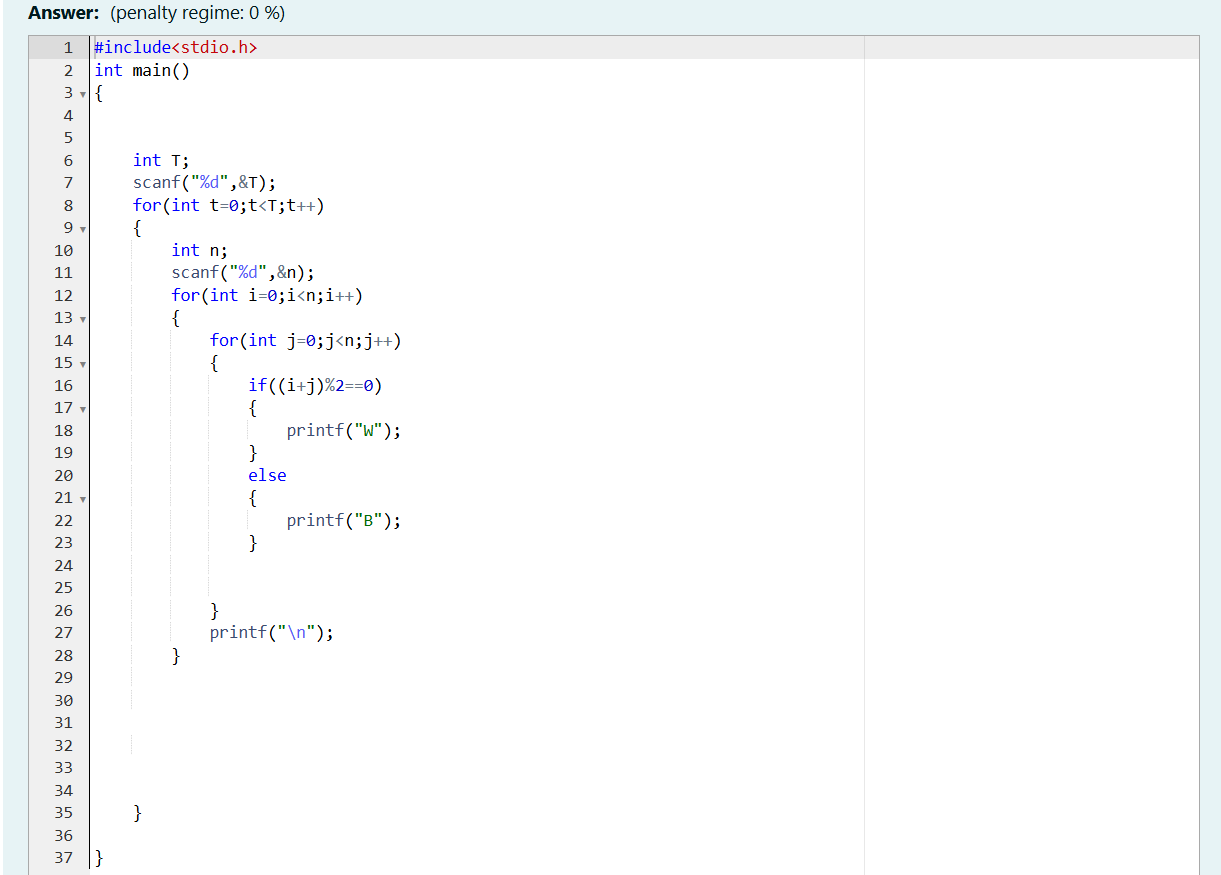 Answer: (penalty regime: 0 %)
1 #include<stdio.h>
2 int main()
3 {
4
5
6     int T;
7     scanf("%d",&T);
8     for(int t=0;t<T;t++)
9     {
10         int n;
11         scanf("%d",&n);
12         for(int i=0;i<n;i++)
13         {
14             for(int j=0;j<n;j++)
15             {
16                 if((i+j)%2==0)
17                 {
18                     printf("W");
19                 }
20                 else
21                 {
22                     printf("B");
23                 }
24
25
26             }
27             printf("\n");
28         }
29
30
31
32
33
34
35     }
36
37 }